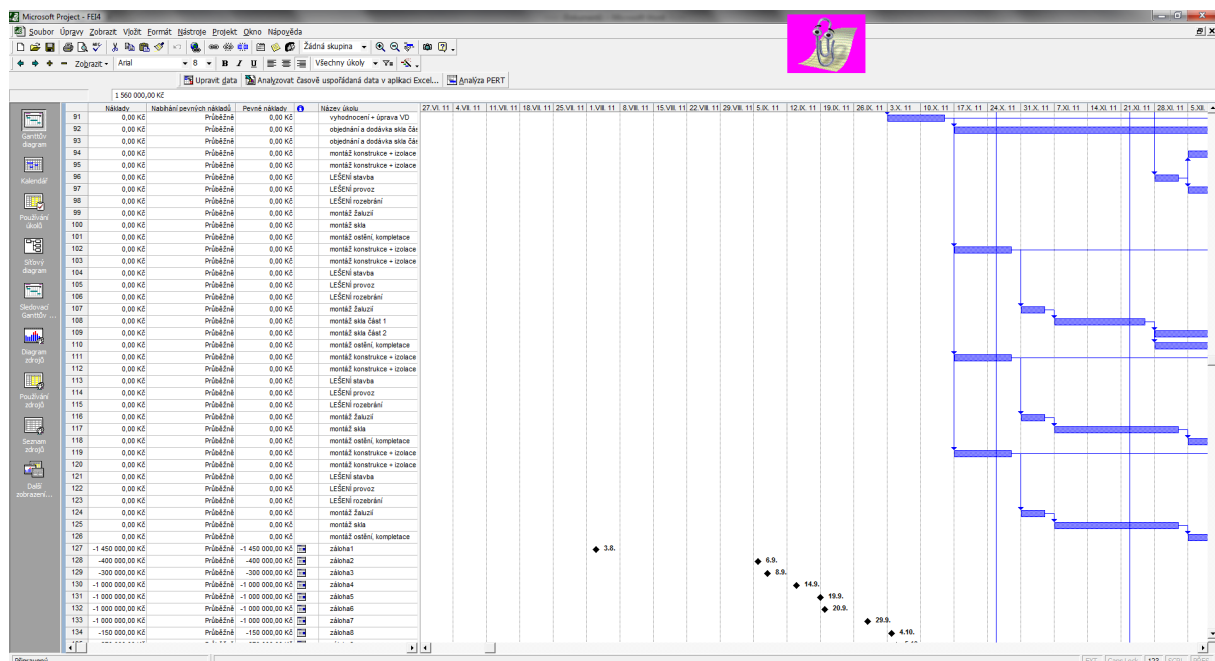 Microsoft Project - FEI4
Soubor Úpravy Zobrazit Vložit Formát Nástroje Projekt Okno Nápověda
Žádná skupina
Zobrazit Arial 8 B I U Všechny úkoly
Upravit data Analyzovat časově uspořádaná data v aplikaci Excel... Analýza PERT
1 560 000,00 Kč
Náklady Nabíhání pevných nákladů Pevné náklady Název úkolu 27.VI. 11 4.VII. 11 11.VII. 11 18.VII. 11 25.VII. 11 1.VIII. 11 8.VIII. 11 15.VIII. 11 22.VIII. 11 29.VIII. 11 5.IX. 11 12.IX. 11 19.IX. 11 26.IX. 11 3.X. 11 10.X. 11 17.X. 11 24.X. 11 31.X. 11 7.XI. 11 14.XI. 11 21.XI. 11 28.XI. 11 5.XII.
91 0,00 Kč Průběžně 0,00 Kč vyhodnocení + úprava VD
92 0,00 Kč Průběžně 0,00 Kč objednání a dodávka skla čás
93 0,00 Kč Průběžně 0,00 Kč objednání a dodávka skla čás
94 0,00 Kč Průběžně 0,00 Kč montáž konstrukce + izolace
95 0,00 Kč Průběžně 0,00 Kč montáž konstrukce + izolace
96 0,00 Kč Průběžně 0,00 Kč LEŠENÍ stavba
97 0,00 Kč Průběžně 0,00 Kč LEŠENÍ provoz
98 0,00 Kč Průběžně 0,00 Kč LEŠENÍ rozebrání
99 0,00 Kč Průběžně 0,00 Kč montáž žaluzií
100 0,00 Kč Průběžně 0,00 Kč montáž skla
101 0,00 Kč Průběžně 0,00 Kč montáž ostění, kompletace
102 0,00 Kč Průběžně 0,00 Kč montáž konstrukce + izolace
103 0,00 Kč Průběžně 0,00 Kč montáž konstrukce + izolace
104 0,00 Kč Průběžně 0,00 Kč LEŠENÍ stavba
105 0,00 Kč Průběžně 0,00 Kč LEŠENÍ provoz
106 0,00 Kč Průběžně 0,00 Kč LEŠENÍ rozebrání
107 0,00 Kč Průběžně 0,00 Kč montáž žaluzií
108 0,00 Kč Průběžně 0,00 Kč montáž skla část 1
109 0,00 Kč Průběžně 0,00 Kč montáž skla část 2
110 0,00 Kč Průběžně 0,00 Kč montáž ostění, kompletace
111 0,00 Kč Průběžně 0,00 Kč montáž konstrukce + izolace
112 0,00 Kč Průběžně 0,00 Kč montáž konstrukce + izolace
113 0,00 Kč Průběžně 0,00 Kč LEŠENÍ stavba
114 0,00 Kč Průběžně 0,00 Kč LEŠENÍ provoz
115 0,00 Kč Průběžně 0,00 Kč LEŠENÍ rozebrání
116 0,00 Kč Průběžně 0,00 Kč montáž žaluzií
117 0,00 Kč Průběžně 0,00 Kč montáž skla
118 0,00 Kč Průběžně 0,00 Kč montáž ostění, kompletace
119 0,00 Kč Průběžně 0,00 Kč montáž konstrukce + izolace
120 0,00 Kč Průběžně 0,00 Kč montáž konstrukce + izolace
121 0,00 Kč Průběžně 0,00 Kč LEŠENÍ stavba
122 0,00 Kč Průběžně 0,00 Kč LEŠENÍ provoz
123 0,00 Kč Průběžně 0,00 Kč LEŠENÍ rozebrání
124 0,00 Kč Průběžně 0,00 Kč montáž žaluzií
125 0,00 Kč Průběžně 0,00 Kč montáž skla
126 0,00 Kč Průběžně 0,00 Kč montáž ostění, kompletace
127 -1 450 000,00 Kč Průběžně -1 450 000,00 Kč záloha1 3.8.
128 -400 000,00 Kč Průběžně -400 000,00 Kč záloha2 6.9.
129 -300 000,00 Kč Průběžně -300 000,00 Kč záloha3 8.9.
130 -1 000 000,00 Kč Průběžně -1 000 000,00 Kč záloha4 14.9.
131 -1 000 000,00 Kč Průběžně -1 000 000,00 Kč záloha5 19.9.
132 -1 000 000,00 Kč Průběžně -1 000 000,00 Kč záloha6 20.9.
133 -1 000 000,00 Kč Průběžně -1 000 000,00 Kč záloha7 29.9.
134 -150 000,00 Kč Průběžně -150 000,00 Kč záloha8 4.10.
Ganttův
diagram
Kalendář
Používání
úkolů
Síťový
diagram
Sledovací
Ganttův ...
Diagram
zdrojů
Používání
zdrojů
Seznam
zdrojů
Další
zobrazení...
123